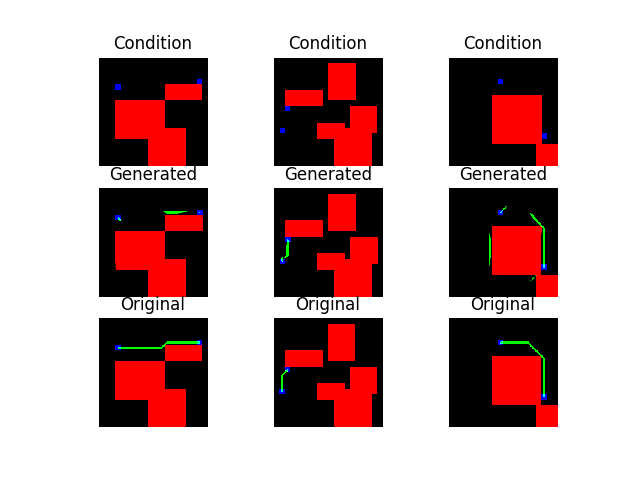 Condition Condition Condition
Generated Generated Generated
Original Original Original